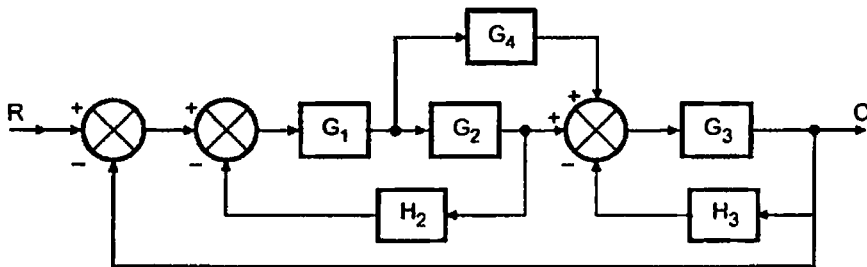 G4
R + − + − G1 G2 + + − G3 C
H2 H3